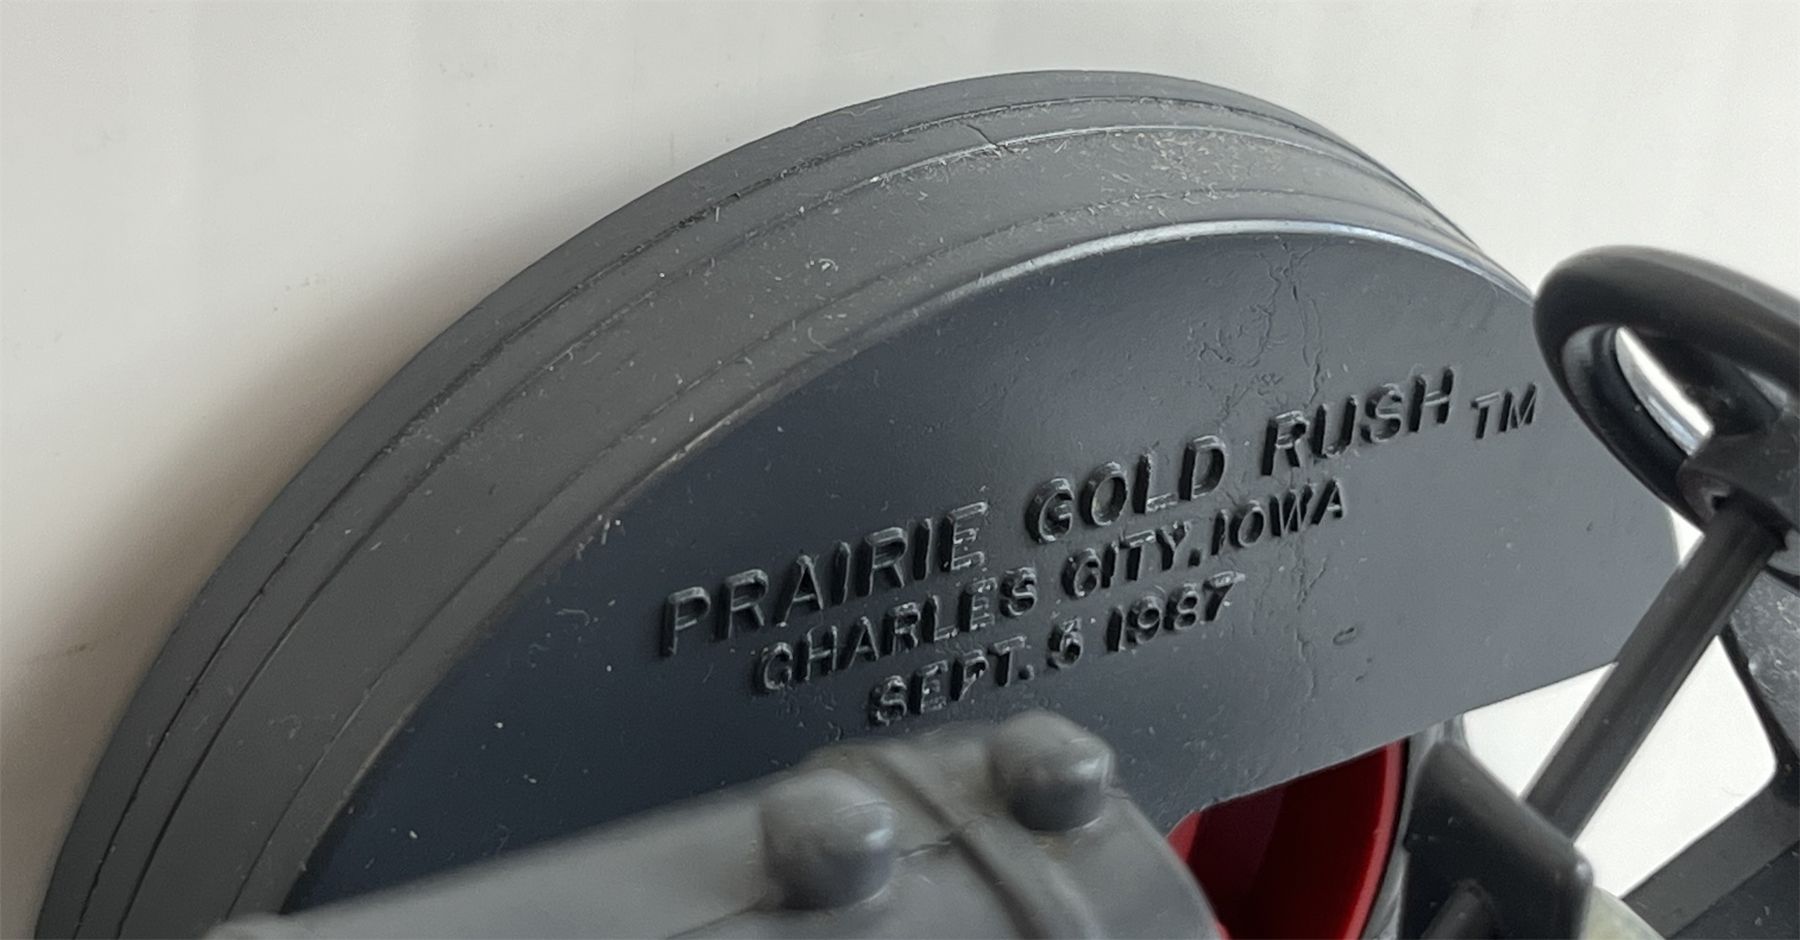 PRAIRIE GOLD RUSH TM
CHARLES CITY, IOWA
SEPT. 5 1987